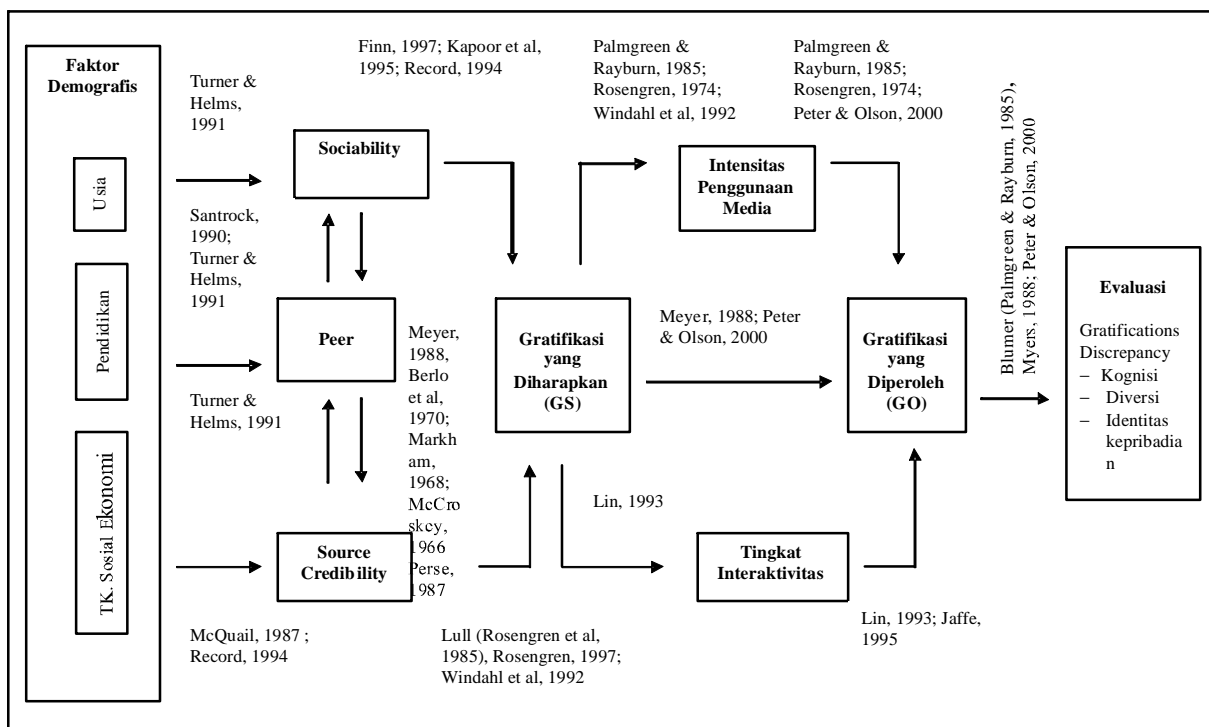 Faktor
Demografis
Usia
Pendidikan
TK. Sosial Ekonomi
Turner &
Helms, 1991
Santrock,
1990;
Turner &
Helms,
1991
Turner &
Helms, 1991
McQuail, 1987 ;
Record, 1994
Finn, 1997; Kapoor et al,
1995; Record, 1994
Sociability
Peer
Source
Credibility
Meyer,
1988,
Berlo
et al,
1970;
Markh
am,
1968;
McCro
skey,
1966
Perse,
1987
Lull (Rosengren et al,
1985), Rosengren, 1997;
Windahl et al, 1992
Gratifikasi
yang
Diharapkan
(GS)
Palmgreen &
Rayburn, 1985;
Rosengren, 1974;
Windahl et al, 1992
Intensitas
Penggunaan
Media
Meyer, 1988; Peter
& Olson, 2000
Lin, 1993
Tingkat
Interaktivitas
Palmgreen &
Rayburn, 1985;
Rosengren, 1974;
Peter & Olson, 2000
Gratifikasi
yang
Diperoleh
(GO)
Lin, 1993; Jaffe,
1995
Blumer (Palmgreen & Rayburn, 1985),
Myers, 1988; Peter & Olson, 2000
Evaluasi
Gratifications
Discrepancy
– Kognisi
– Diversi
– Identitas
kepribadia
n